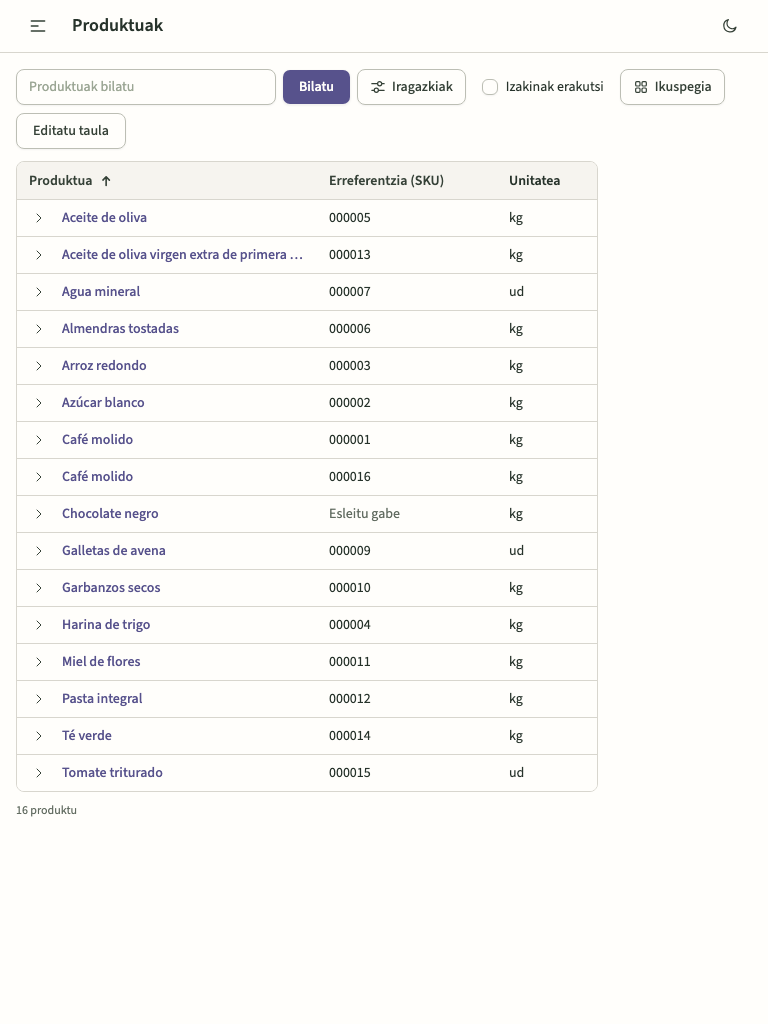 Produktuak
Produktuak bilatu
Bilatu
Iragazkiak
Izakinak erakutsi
Ikuspegia
Editatu taula
Produktua Erreferentzia (SKU) Unitatea
Aceite de oliva 000005 kg
Aceite de oliva virgen extra de primera … 000013 kg
Agua mineral 000007 ud
Almendras tostadas 000006 kg
Arroz redondo 000003 kg
Azúcar blanco 000002 kg
Café molido 000001 kg
Café molido 000016 kg
Chocolate negro Esleitu gabe kg
Galletas de avena 000009 ud
Garbanzos secos 000010 kg
Harina de trigo 000004 kg
Miel de flores 000011 kg
Pasta integral 000012 kg
Té verde 000014 kg
Tomate triturado 000015 ud
16 produktu